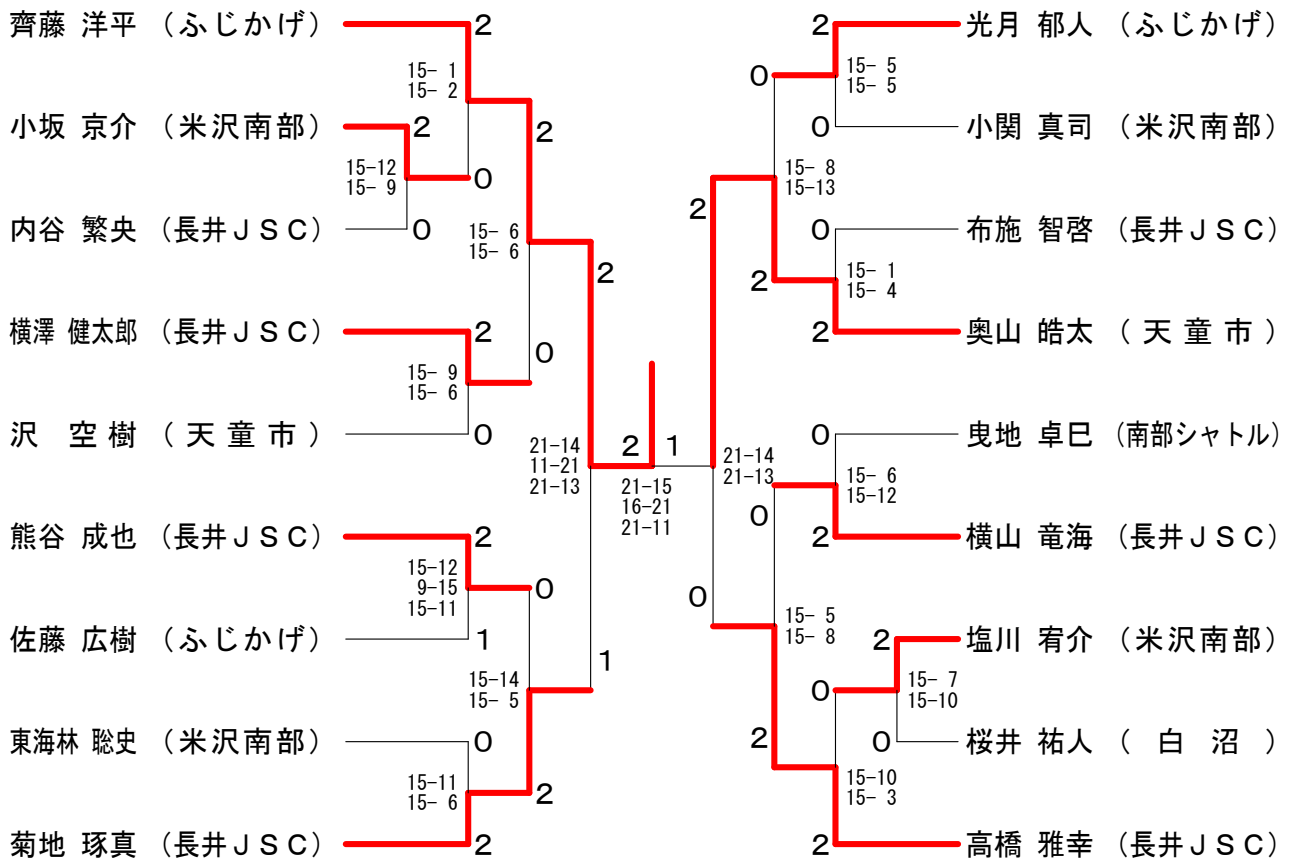 齊藤 洋平 （ふじかげ） 2
15- 1
15- 2
小坂 京介 （米沢南部） 2
2
15-12
15- 9
0
内谷 繁央 （長井ＪＳＣ） 0
15- 6
15- 6
2
横澤 健太郎 （長井ＪＳＣ） 2
0
15- 9
15- 6
沢 空樹 （天童市） 0
21-14
11-21
21-13
2 1
21-15
16-21
21-11
熊谷 成也 （長井ＪＳＣ） 2
15-12
9-15
15-11
0
佐藤 広樹 （ふじかげ） 1
1
15-14
15- 5
東海林 聡史 （米沢南部） 0
15-11
15- 6
2
菊地 琢真 （長井ＪＳＣ） 2
2 光月 郁人 （ふじかげ）
0
15- 5
15- 5
0 小関 真司 （米沢南部）
15- 8
15-13
2
0 布施 智啓 （長井ＪＳＣ）
2
15- 1
15- 4
2 奥山 皓太 （天童市）
0 曳地 卓巳 （南部シャトル）
21-14
21-13
15- 6
15-12
0
2 横山 竜海 （長井ＪＳＣ）
0
15- 5
15- 8
2 塩川 宥介 （米沢南部）
0
15- 7
15-10
2
0 桜井 祐人 （白沼）
15-10
15- 3
2 高橋 雅幸 （長井ＪＳＣ）